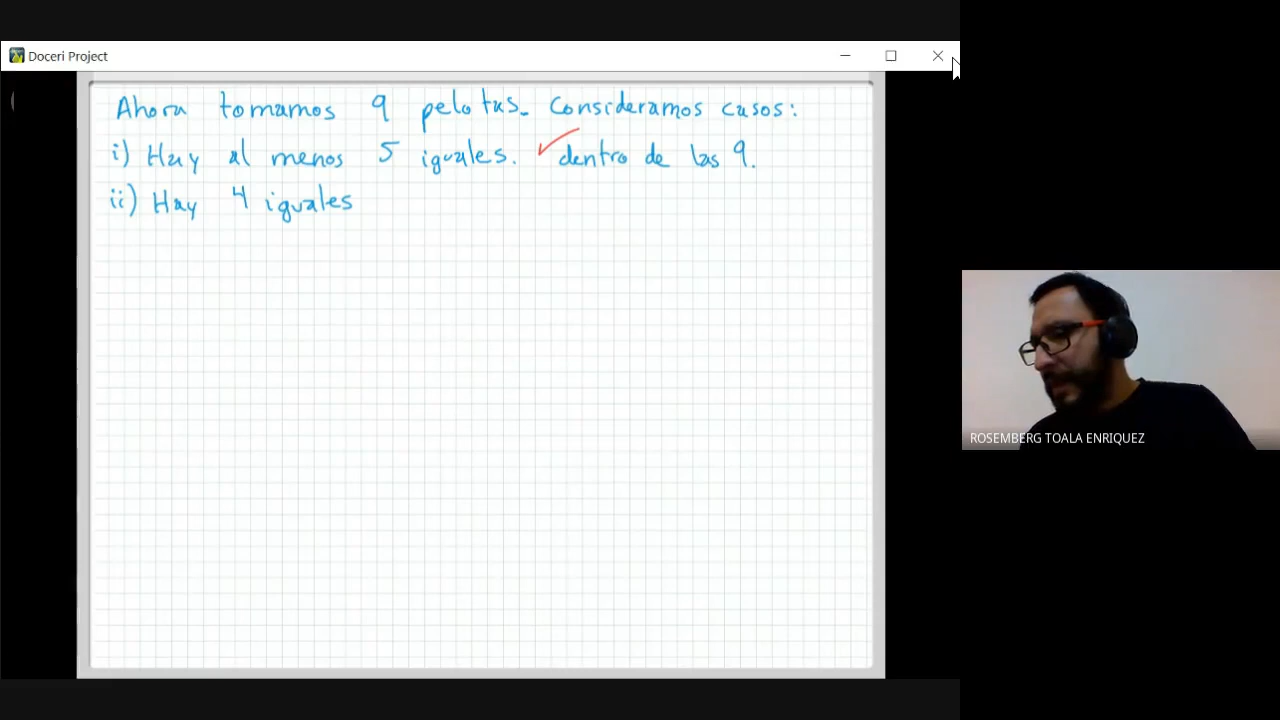 Doceri Project
Ahora tomamos 9 pelotas. Consideramos casos:
i) Hay al menos 5 iguales. dentro de las 9.
ii) Hay 4 iguales
ROSEMBERG TOALA ENRIQUEZ